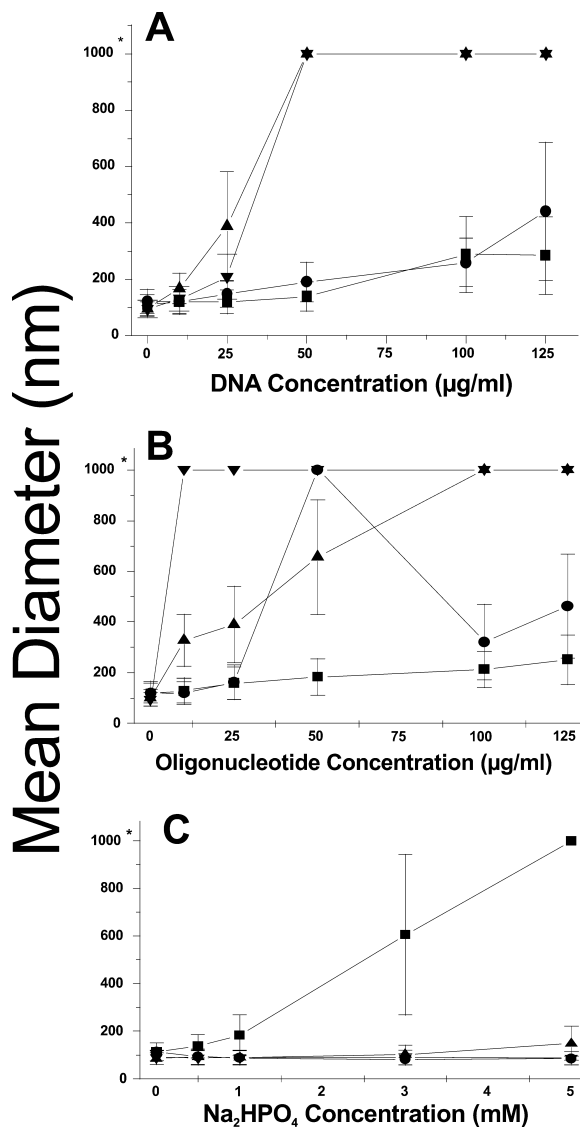 Mean Diameter (nm)
A
*
1000
800
600
400
200
0
0 25 50 75 100 125
DNA Concentration (µg/ml)
B
*
1000
800
600
400
200
0
0 25 50 75 100 125
Oligonucleotide Concentration (µg/ml)
C
*
1000
800
600
400
200
0
0 1 2 3 4 5
Na₂HPO₄ Concentration (mM)